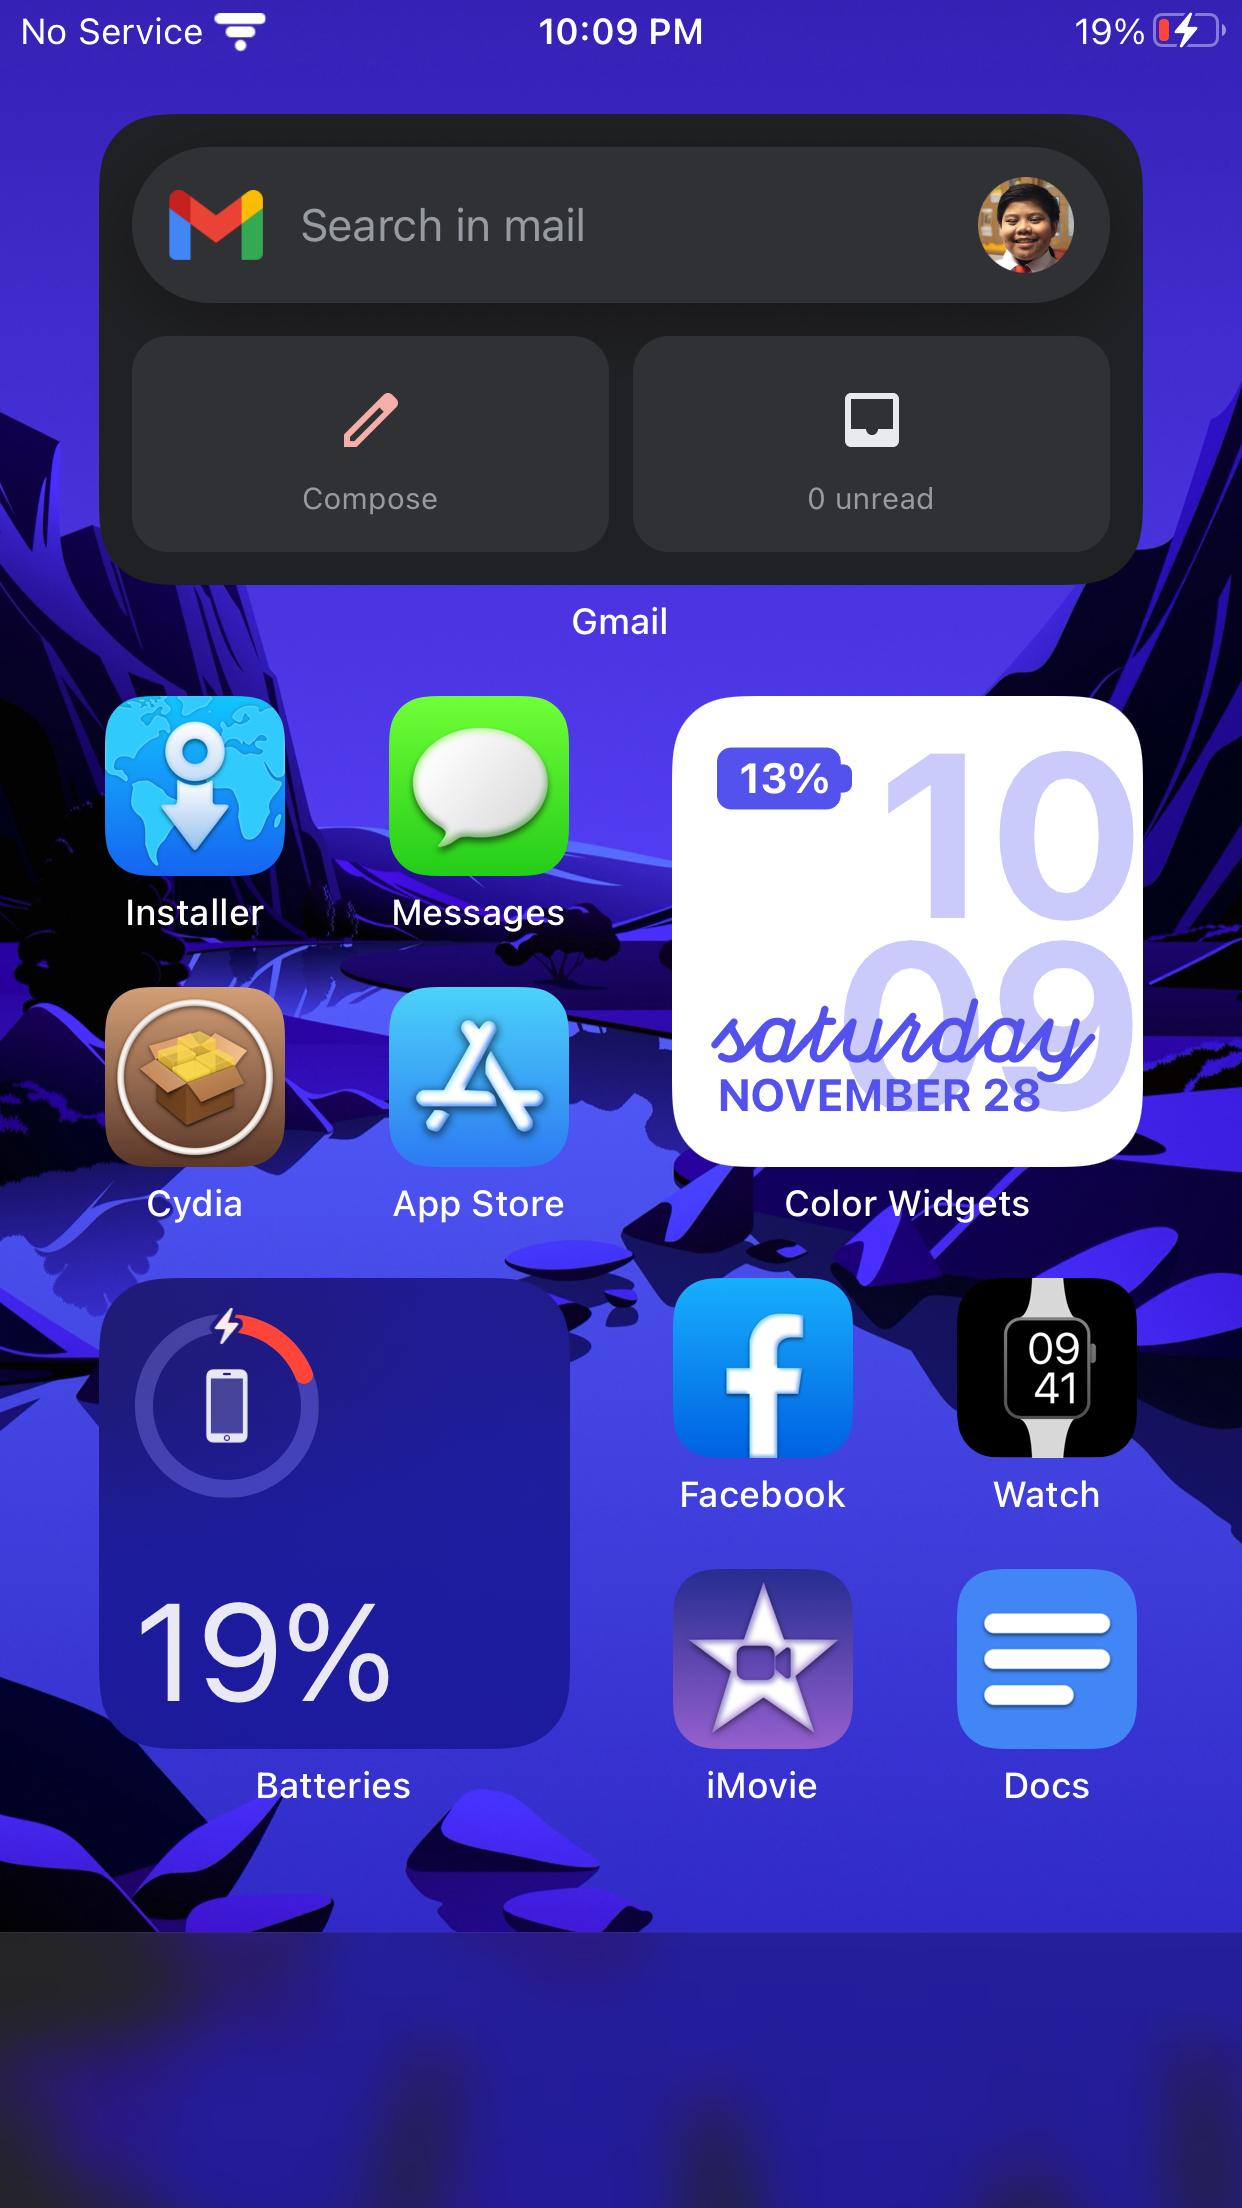 No Service
10:09 PM
19%
Search in mail
Compose
0 unread
Gmail
Installer
Messages
13%
10
09
saturday
NOVEMBER 28
Cydia
App Store
Color Widgets
19%
Batteries
Facebook
09
41
Watch
iMovie
Docs